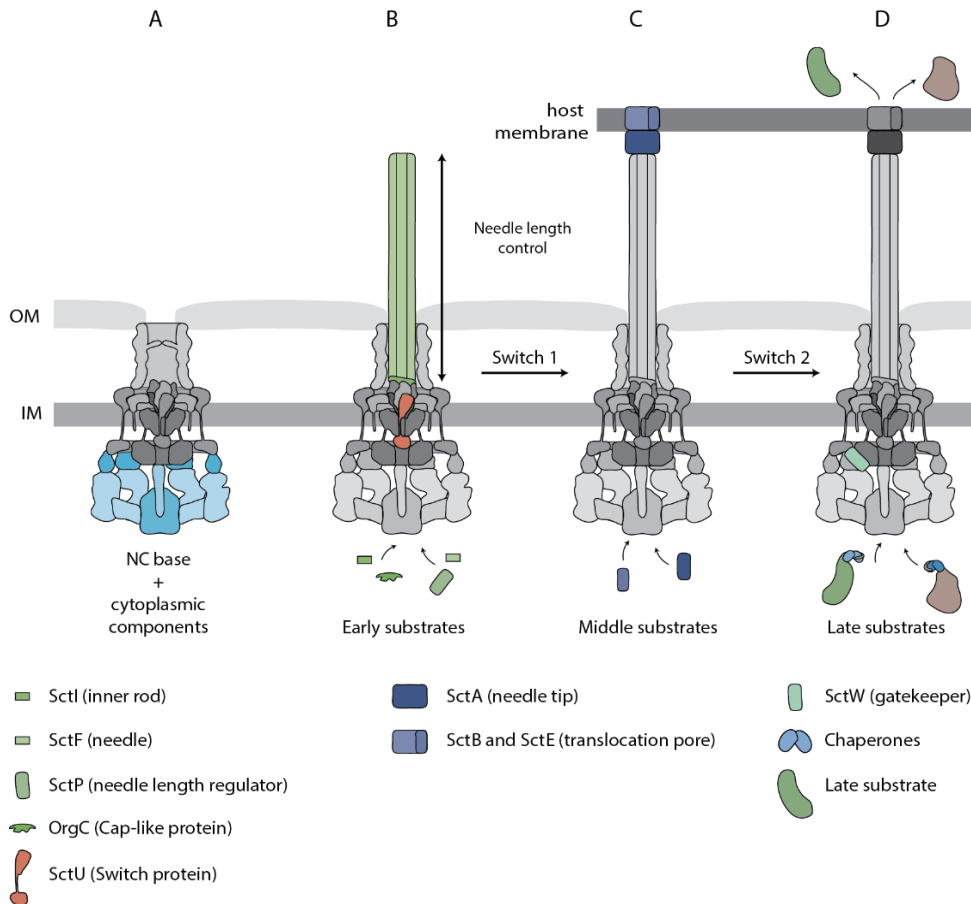 A
B
C
D
host
membrane
Needle length
control
OM
Switch 1
Switch 2
IM
NC base
+
cytoplasmic
components
Early substrates
Middle substrates
Late substrates
SctI (inner rod)
SctF (needle)
SctP (needle length regulator)
OrgC (Cap-like protein)
SctU (Switch protein)
SctA (needle tip)
SctB and SctE (translocation pore)
SctW (gatekeeper)
Chaperones
Late substrate